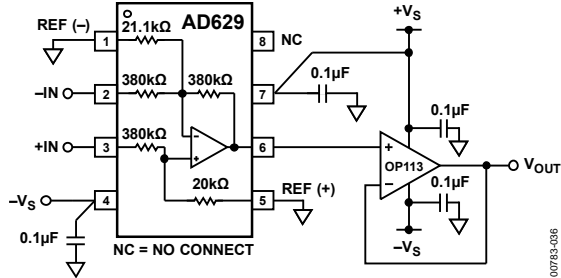 REF (–)
21.1kΩ
AD629
+VS
1
8
NC
–IN
380kΩ
380kΩ
0.1µF
2
7
+IN
380kΩ
0.1µF
3
–
+
6
+
OP113
–
VOUT
20kΩ
0.1µF
–VS
4
5
REF (+)
0.1µF
NC = NO CONNECT
–VS
00783-036